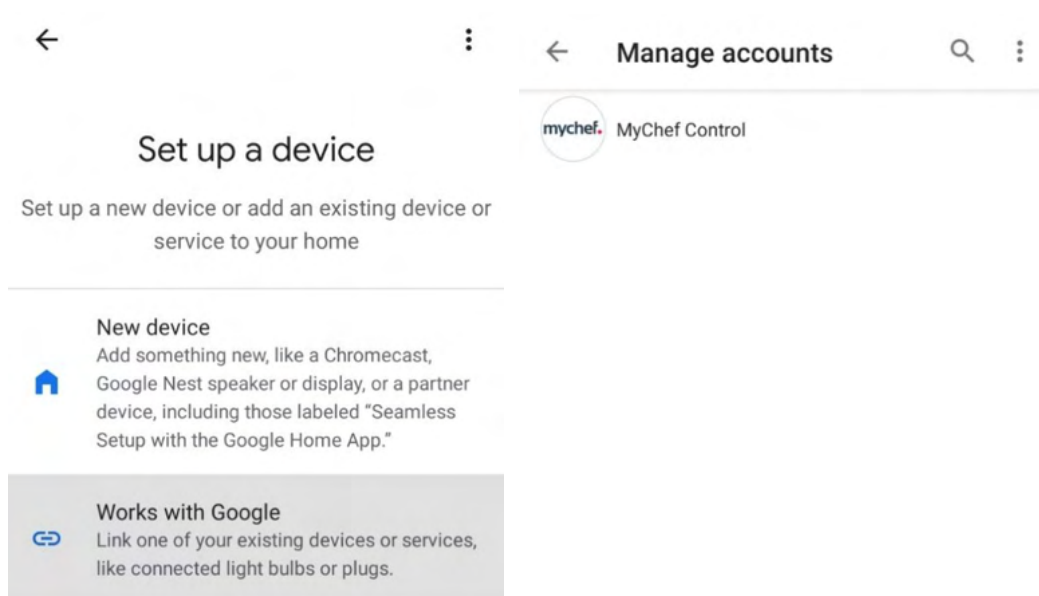 Set up a device
Set up a new device or add an existing device or
service to your home
New device
Add something new, like a Chromecast,
Google Nest speaker or display, or a partner
device, including those labeled “Seamless
Setup with the Google Home App.”
Works with Google
Link one of your existing devices or services,
like connected light bulbs or plugs.
Manage accounts
mychef.
MyChef Control